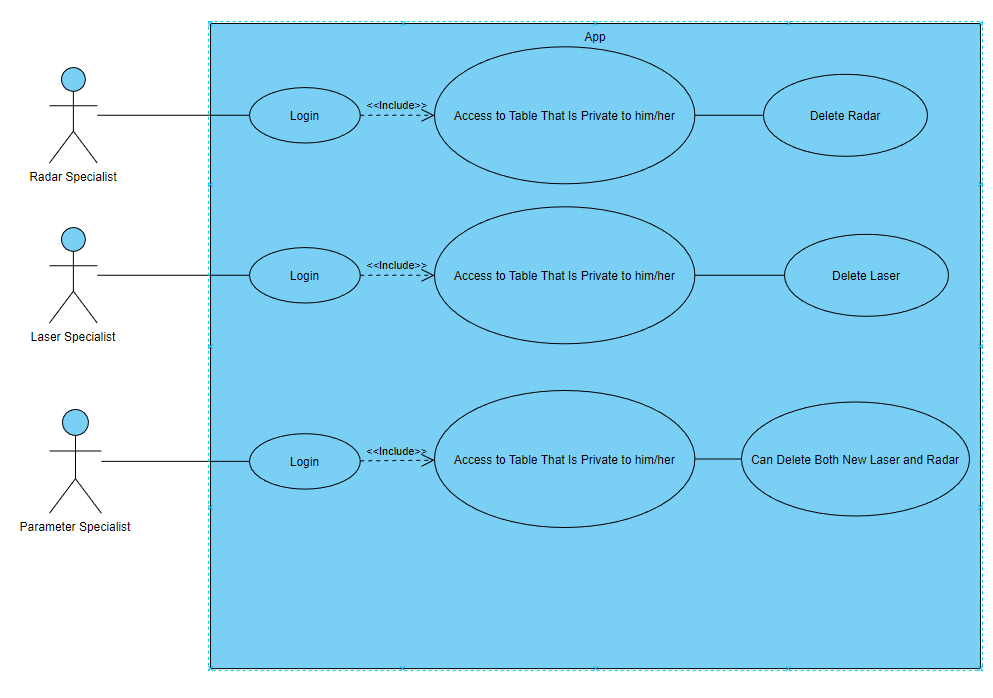 App
Login
<<Include>>
Access to Table That Is Private to him/her
Delete Radar
Radar Specialist
Login
<<Include>>
Access to Table That Is Private to him/her
Delete Laser
Laser Specialist
Login
<<Include>>
Access to Table That Is Private to him/her
Can Delete Both New Laser and Radar
Parameter Specialist